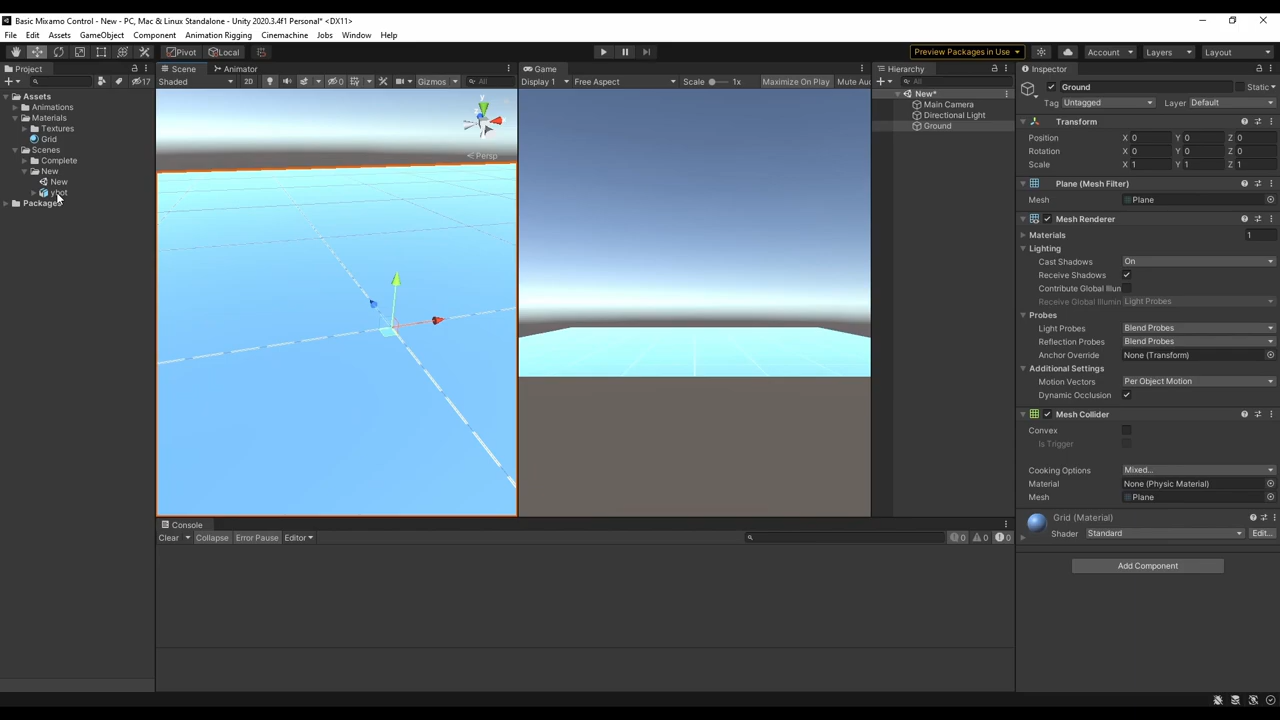 Basic Mixamo Control - New - PC, Mac & Linux Standalone - Unity 2020.3.4f1 Personal* <DX11>
File Edit Assets GameObject Component Animation Rigging Cinemachine Jobs Window Help
Pivot Local Preview Packages in Use Account Layers Layout
Project
17
Assets
Animations
Materials
Textures
Grid
Scenes
Complete
New
New
ybot
Packages
Scene Animator
Shaded 2D 0 Gizmos All
Persp
Game
Display 1 Free Aspect Scale 1x Maximize On Play Mute Au
Hierarchy
All
New*
Main Camera
Directional Light
Ground
Console
Clear Collapse Error Pause Editor 0 0 0
Inspector
Ground Static
Tag Untagged Layer Default
Transform
Position X 0 Y 0 Z 0
Rotation X 0 Y 0 Z 0
Scale X 1 Y 1 Z 1
Plane (Mesh Filter)
Mesh Plane
Mesh Renderer
Materials 1
Lighting
Cast Shadows On
Receive Shadows
Contribute Global Illun
Receive Global Illumin Light Probes
Probes
Light Probes Blend Probes
Reflection Probes Blend Probes
Anchor Override None (Transform)
Additional Settings
Motion Vectors Per Object Motion
Dynamic Occlusion
Mesh Collider
Convex
Is Trigger
Cooking Options Mixed...
Material None (Physic Material)
Mesh Plane
Grid (Material)
Shader Standard Edit...
Add Component